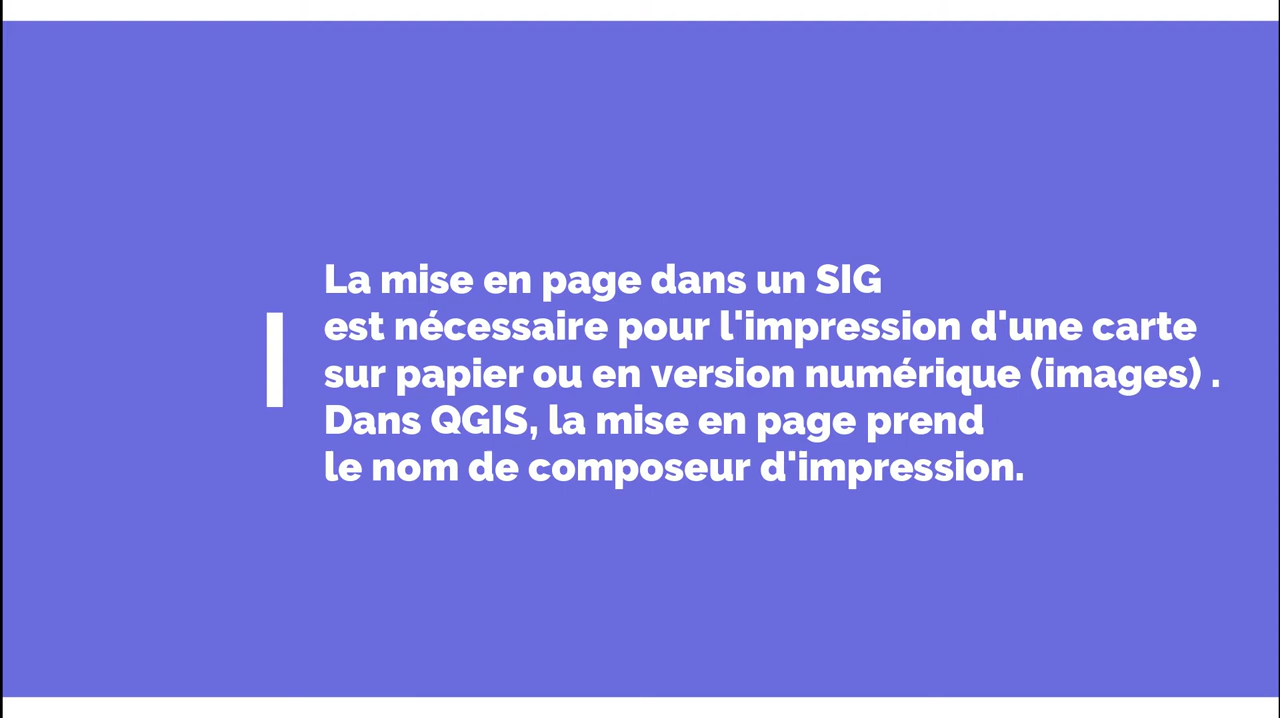 La mise en page dans un SIG
est nécessaire pour l'impression d'une carte
sur papier ou en version numérique (images) .
Dans QGIS, la mise en page prend
le nom de composeur d'impression.